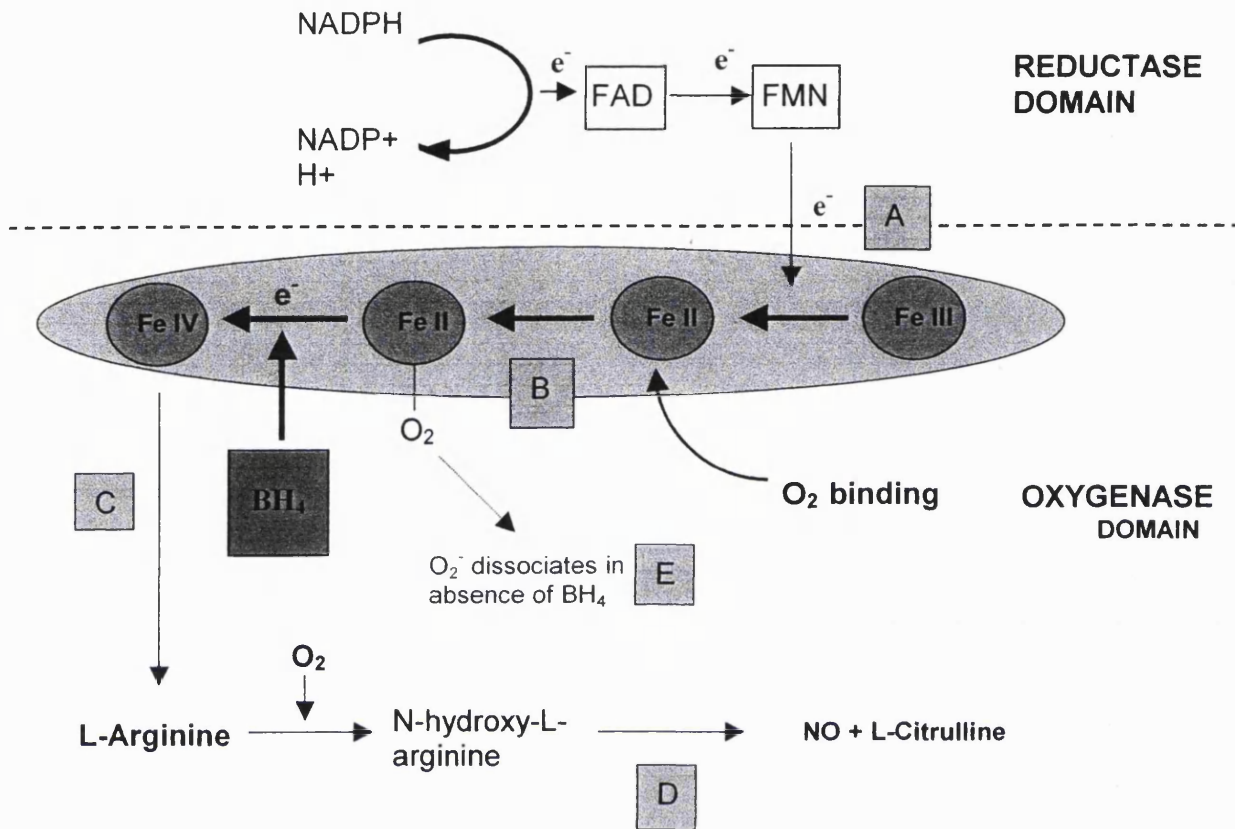 NADPH
e⁻
e⁻
FAD
FMN
REDUCTASE
DOMAIN
NADP+
H+
e⁻
A
Fe IV
e⁻
Fe II
Fe II
Fe III
B
O₂
C
BH₄
O₂ binding
OXYGENASE
DOMAIN
O₂⁻ dissociates in
absence of BH₄
E
O₂
L-Arginine
N-hydroxy-L-
arginine
NO + L-Citrulline
D